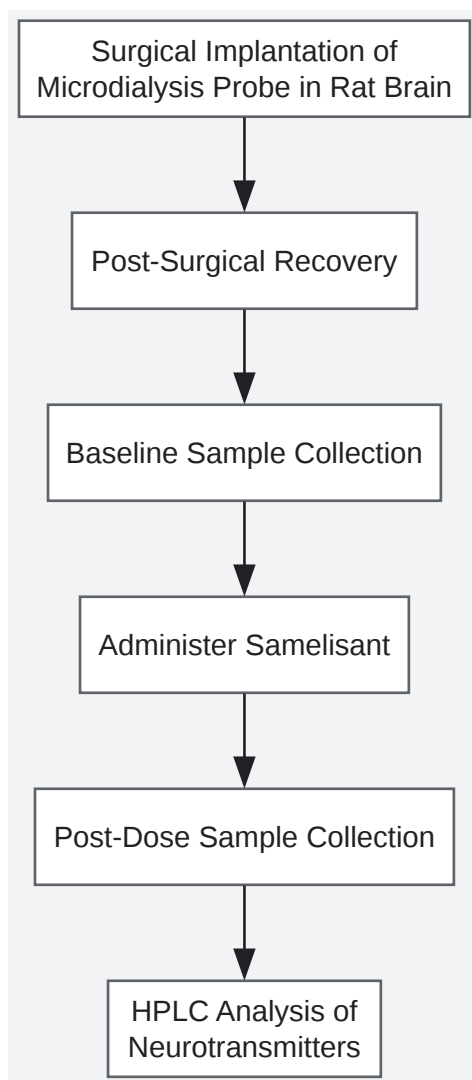 Surgical Implantation of
Microdialysis Probe in Rat Brain
Post-Surgical Recovery
Baseline Sample Collection
Administer Samelisant
Post-Dose Sample Collection
HPLC Analysis of
Neurotransmitters